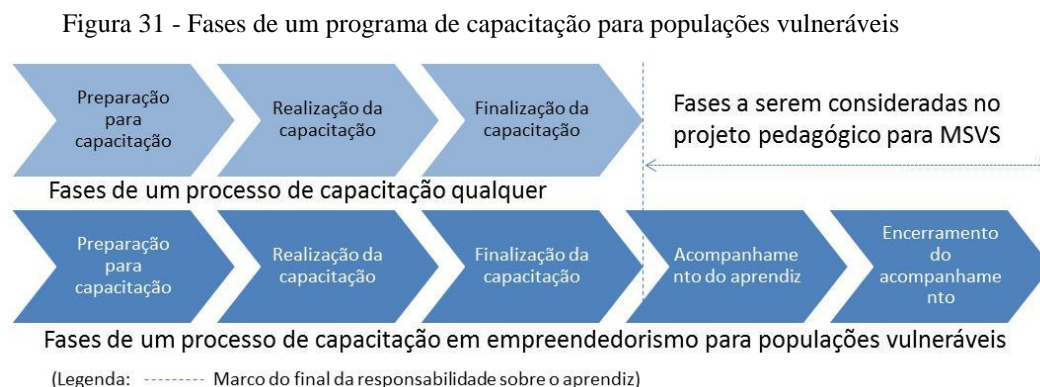 Figura 31 - Fases de um programa de capacitação para populações vulneráveis
Preparação
para
capacitação
Realização da
capacitação
Finalização da
capacitação
Fases a serem consideradas no
projeto pedagógico para MSVS
Fases de um processo de capacitação qualquer
Preparação
para
capacitação
Realização da
capacitação
Finalização da
capacitação
Acompanhame
nto do aprendiz
Encerramento
do
acompanhame
nto
Fases de um processo de capacitação em empreendedorismo para populações vulneráveis
(Legenda: -------- Marco do final da responsabilidade sobre o aprendiz)